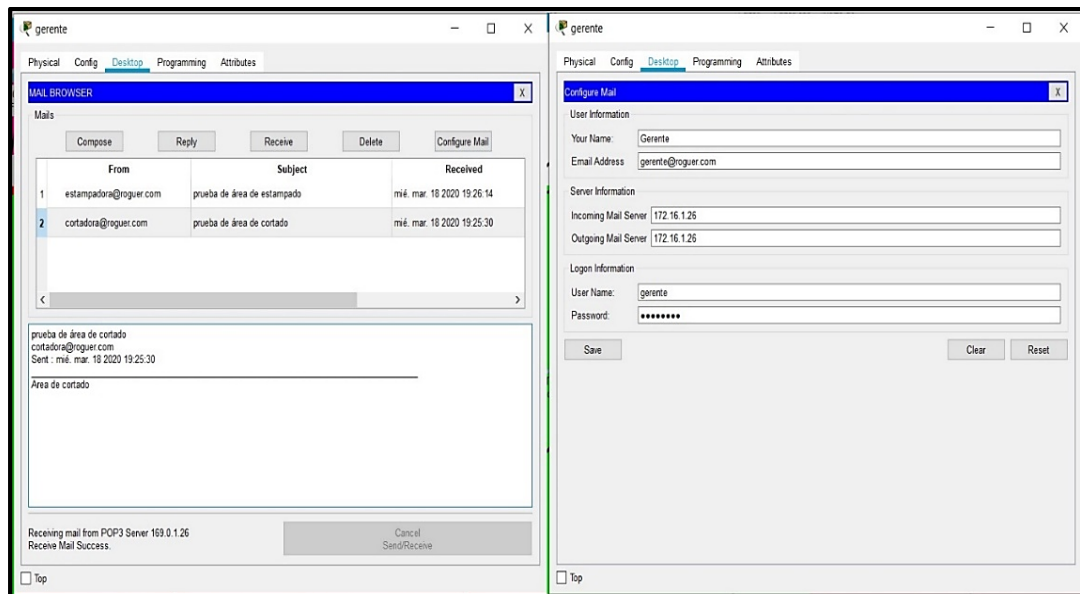 gerente
Physical Config Desktop Programming Attributes
MAIL BROWSER X
Mails
Compose Reply Receive Delete Configure Mail
From Subject Received
1 estampadora@roguer.com prueba de área de estampado mié. mar. 18 2020 19:26:14
2 cortadora@roguer.com prueba de área de cortado mié. mar. 18 2020 19:25:30
prueba de área de cortado
cortadora@roguer.com
Sent : mié. mar. 18 2020 19:25:30
Area de cortado
Receiving mail from POP3 Server 169.0.1.26
Receive Mail Success.
Cancel
Send/Receive
Top
gerente
Physical Config Desktop Programming Attributes
Configure Mail X
User Information
Your Name: Gerente
Email Address gerente@roguer.com
Server Information
Incoming Mail Server 172.16.1.26
Outgoing Mail Server 172.16.1.26
Logon Information
User Name: gerente
Password: ••••••••
Save Clear Reset
Top